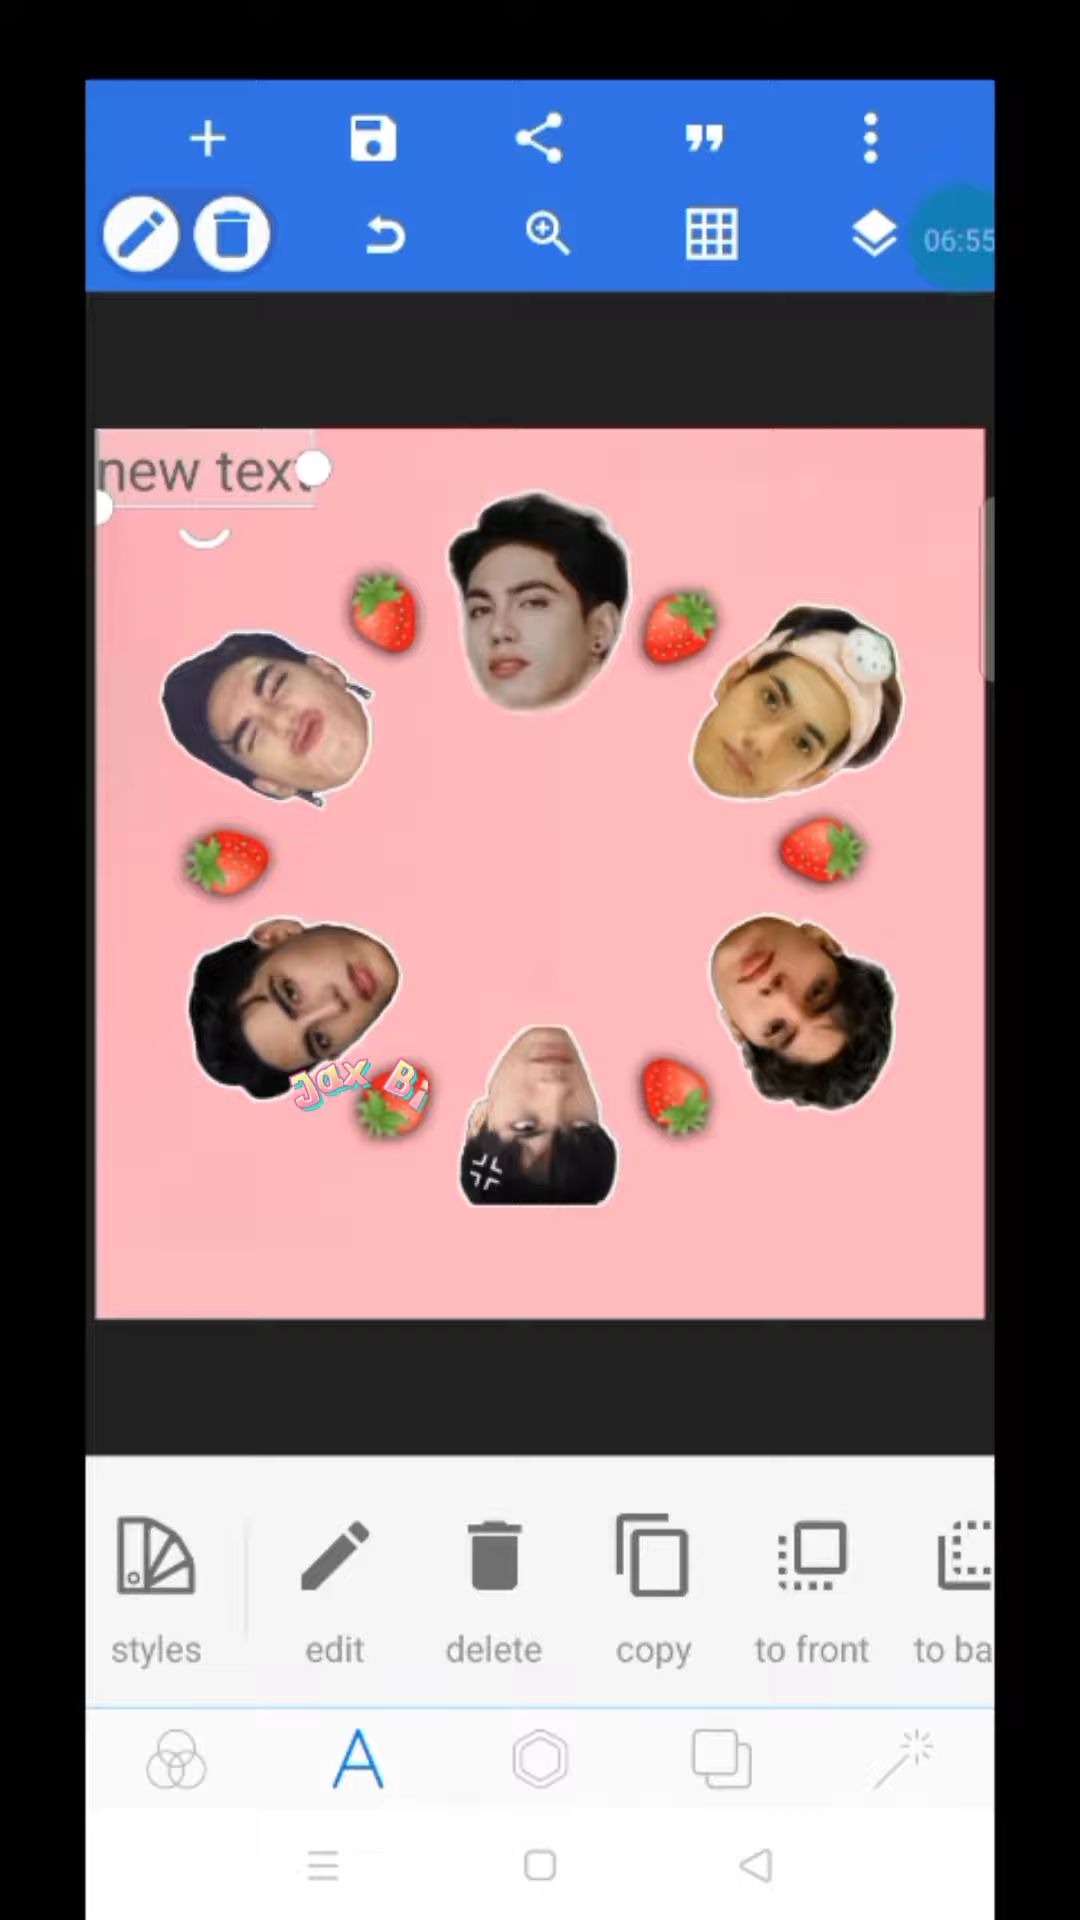 06:55
new text
Jax Bi
styles
edit
delete
copy
to front
to ba